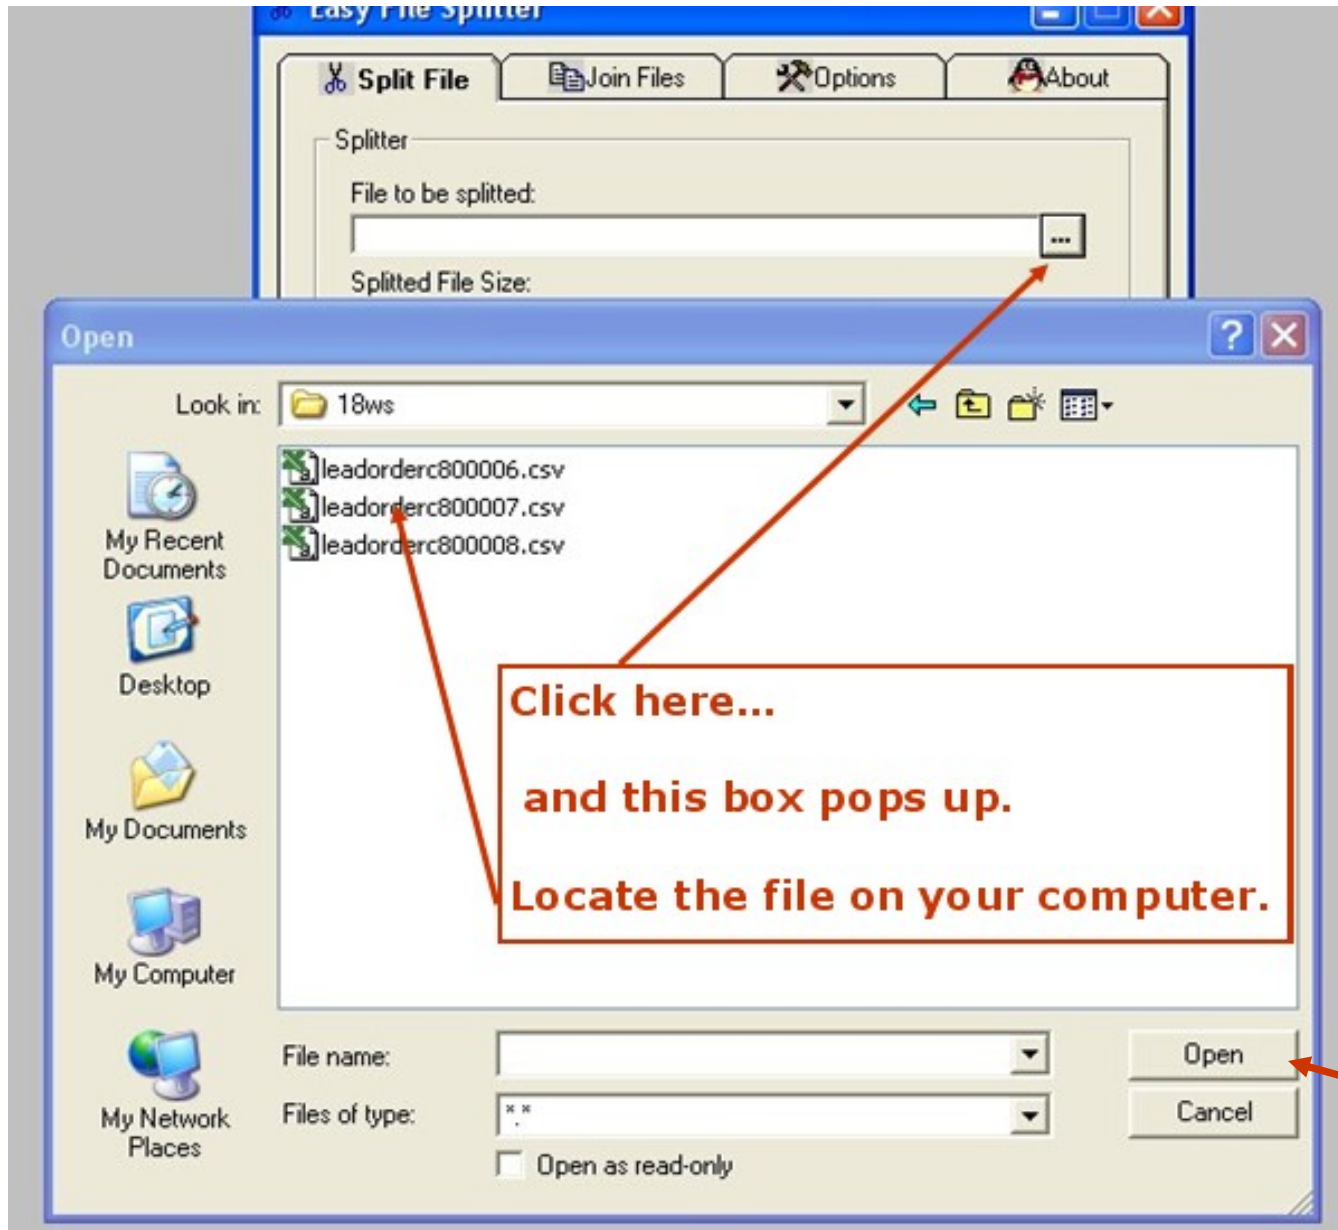 Easy File Splitter
Split File
Join Files
Options
About
Splitter
File to be splitted:
...
Splitted File Size:
Open
?
Look in:
18ws
leadorderc800006.csv
leadorderc800007.csv
leadorderc800008.csv
My Recent
Documents
Desktop
My Documents
My Computer
My Network
Places
Click here...
and this box pops up.
Locate the file on your computer.
File name:
Open
Files of type:
*.*
Cancel
Open as read-only